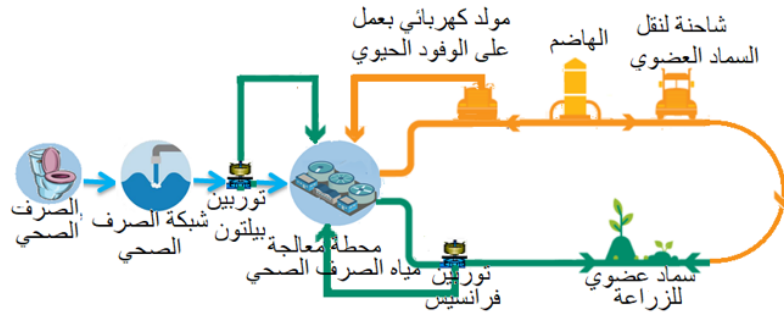 مولد كهربائي بعمل
على الوفود الحيوي
الهاضم
شاحنة لنقل
السماد العضوي
الصرف
الصحي
شبكة الصرف
الصحي
توربين
بيلتون
محطة معالجة
مياه الصرف الصحي
توربين
فرانسيس
سماد عضوي
للزراعة